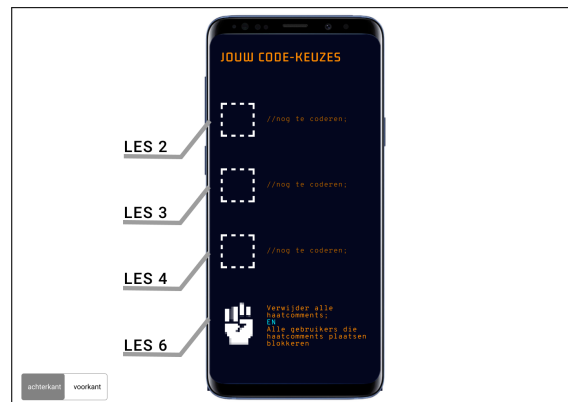 JOUW CODE-KEUZES
//nog te coderen;
LES 2
//nog te coderen;
LES 3
//nog te coderen;
LES 4
Verwijder alle
haatcomments;
EN
Alle gebruikers die
haatcomments plaatsen
blokkeren
LES 6
achterkant voorkant